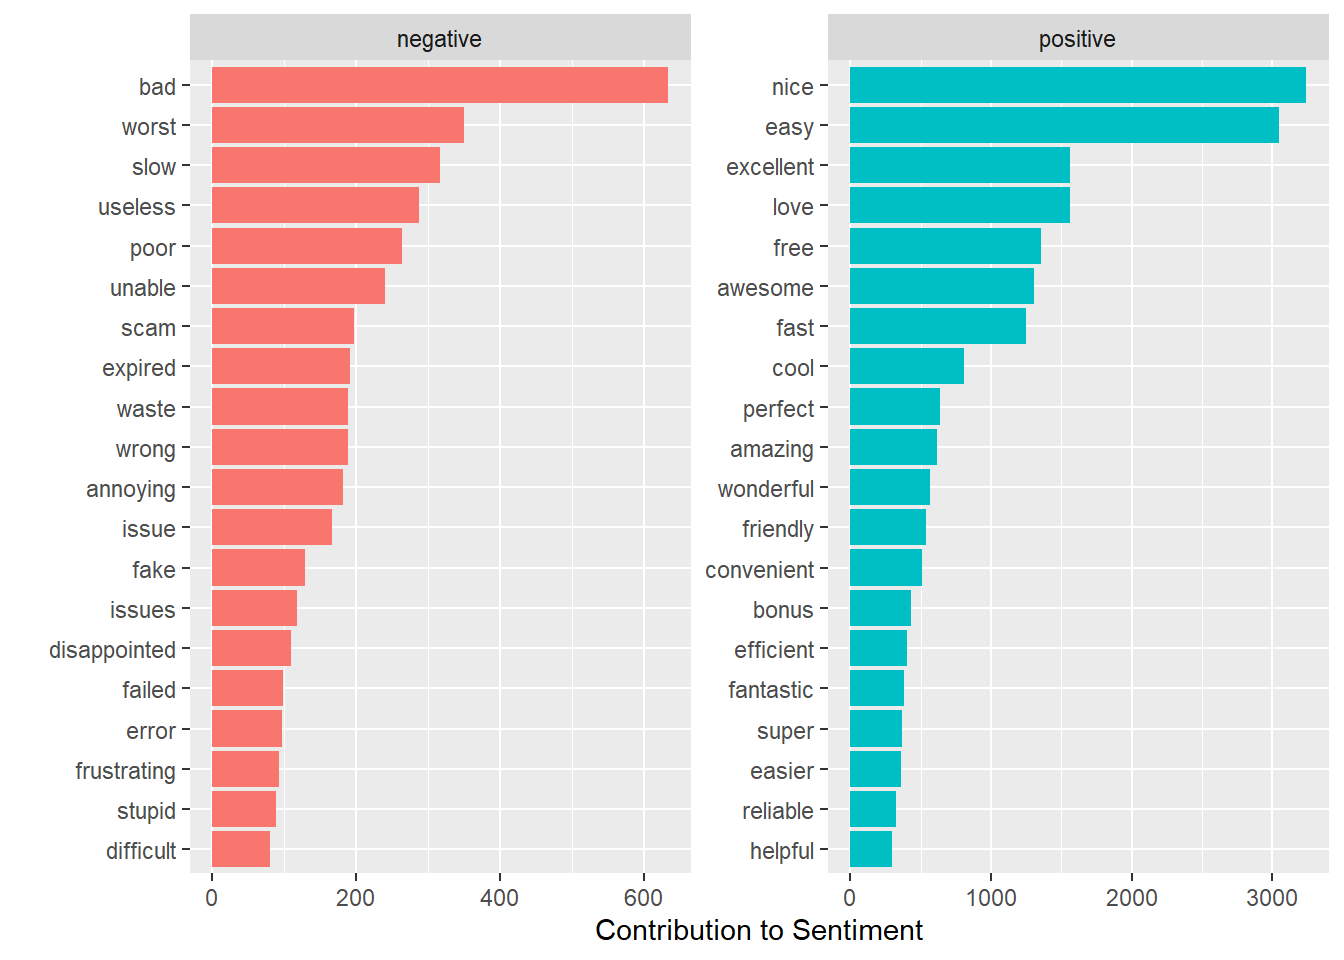 negative
bad
worst
slow
useless
poor
unable
scam
expired
waste
wrong
annoying
issue
fake
issues
disappointed
failed
error
frustrating
stupid
difficult
0 200 400 600
positive
nice
easy
excellent
love
free
awesome
fast
cool
perfect
amazing
wonderful
friendly
convenient
bonus
efficient
fantastic
super
easier
reliable
helpful
0 1000 2000 3000
Contribution to Sentiment